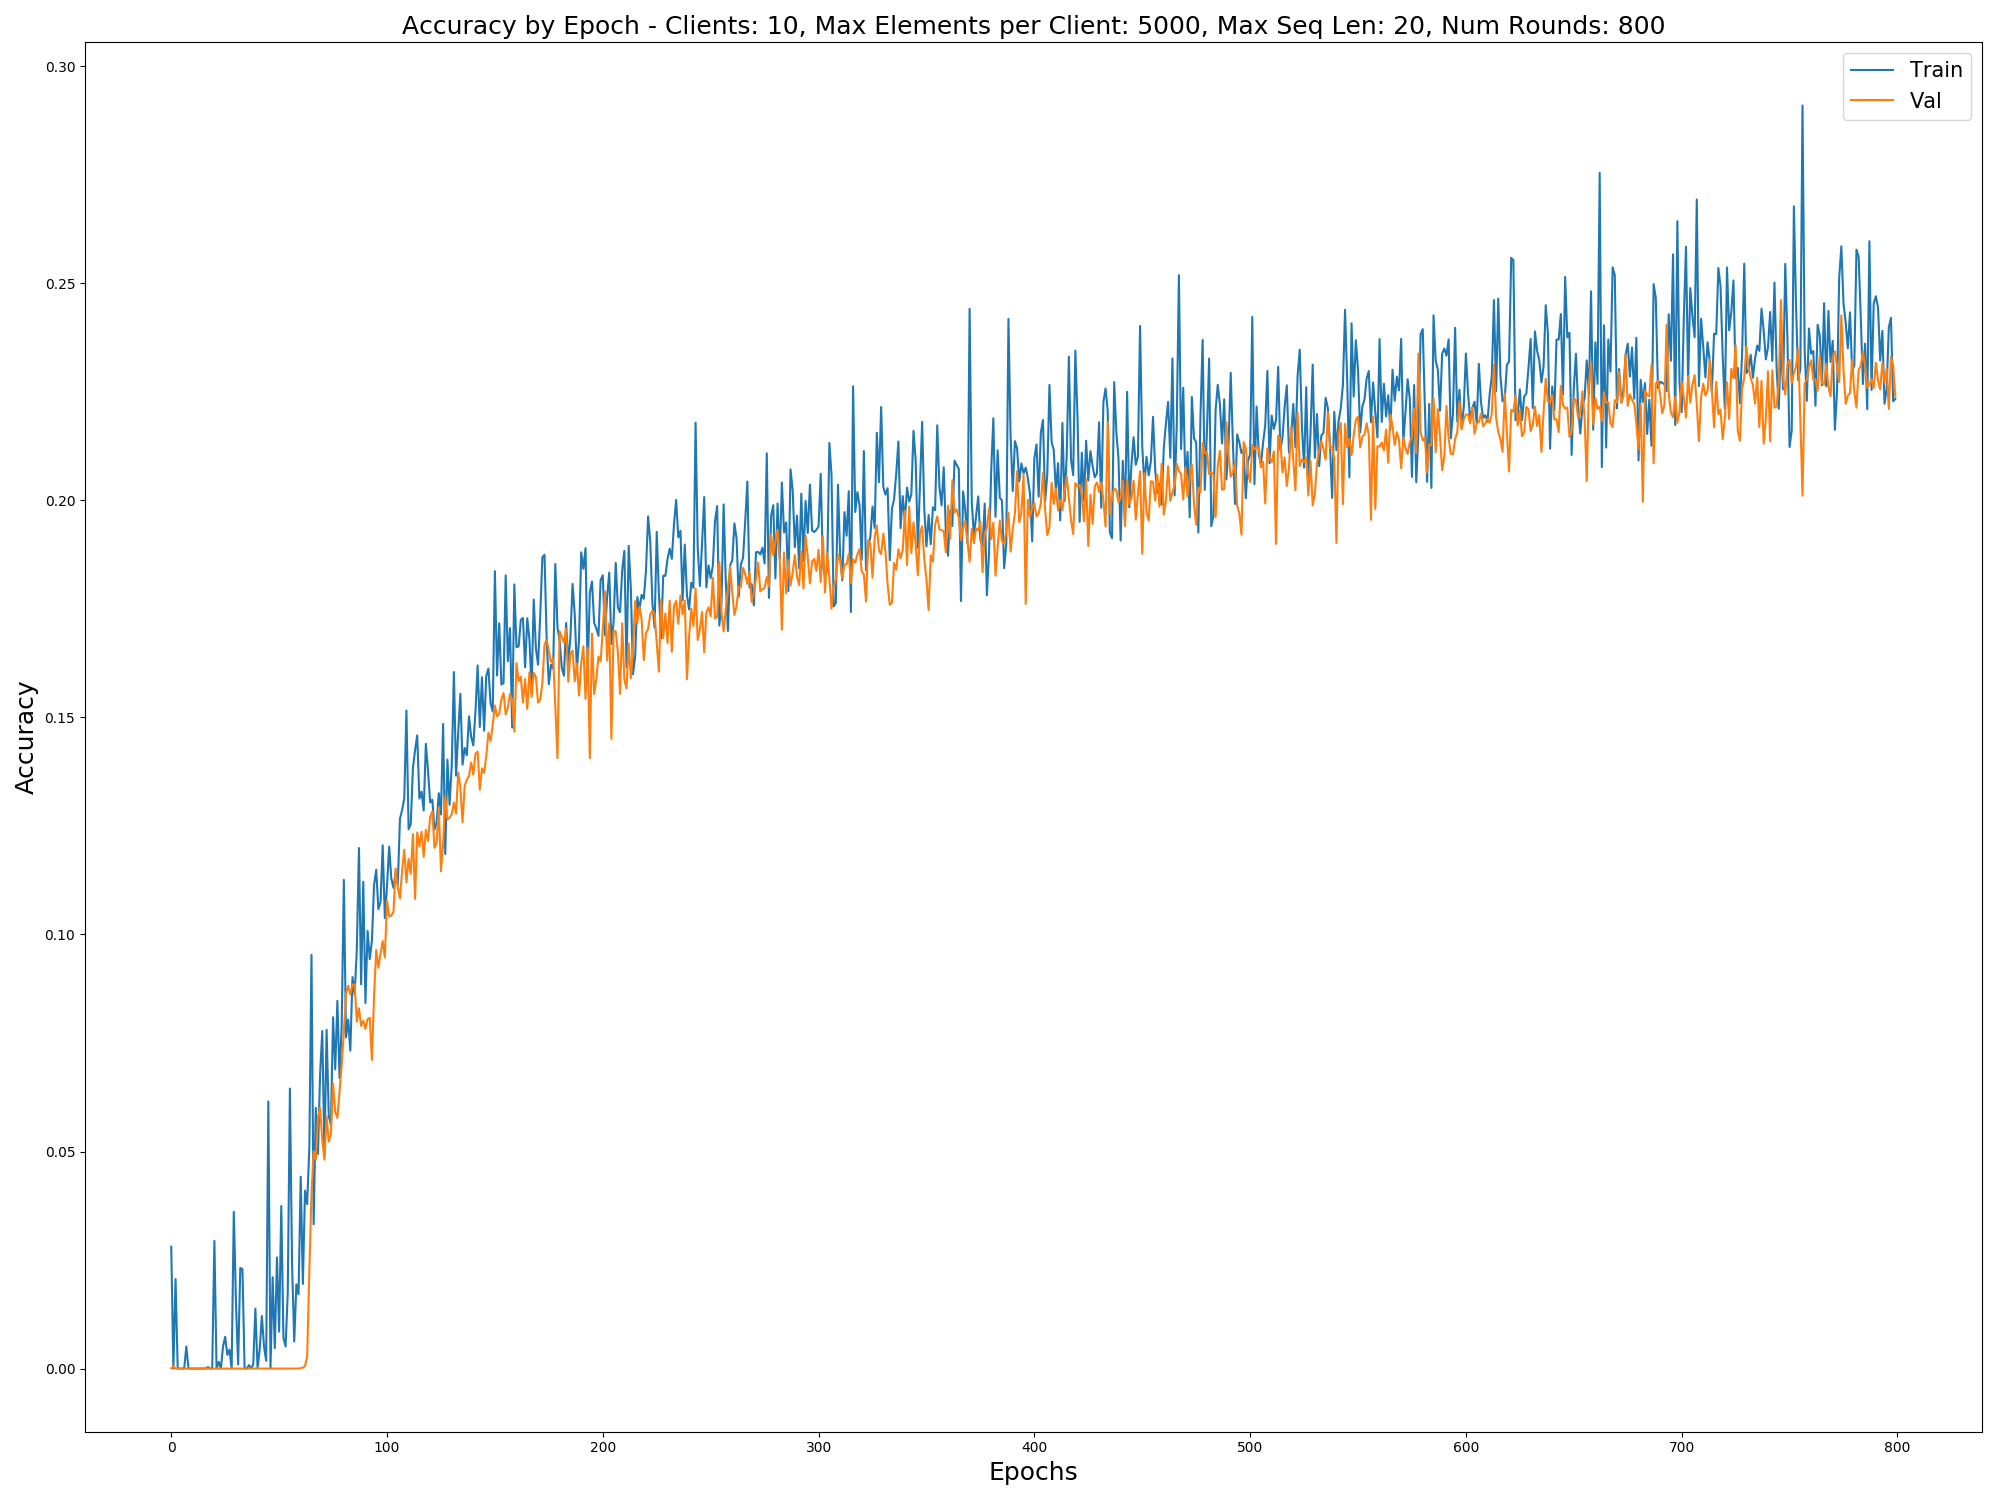 Accuracy by Epoch - Clients: 10, Max Elements per Client: 5000, Max Seq Len: 20, Num Rounds: 800
Train
Val
0.30
0.25
0.20
0.15
0.10
0.05
0.00
Accuracy
0 100 200 300 400 500 600 700 800
Epochs